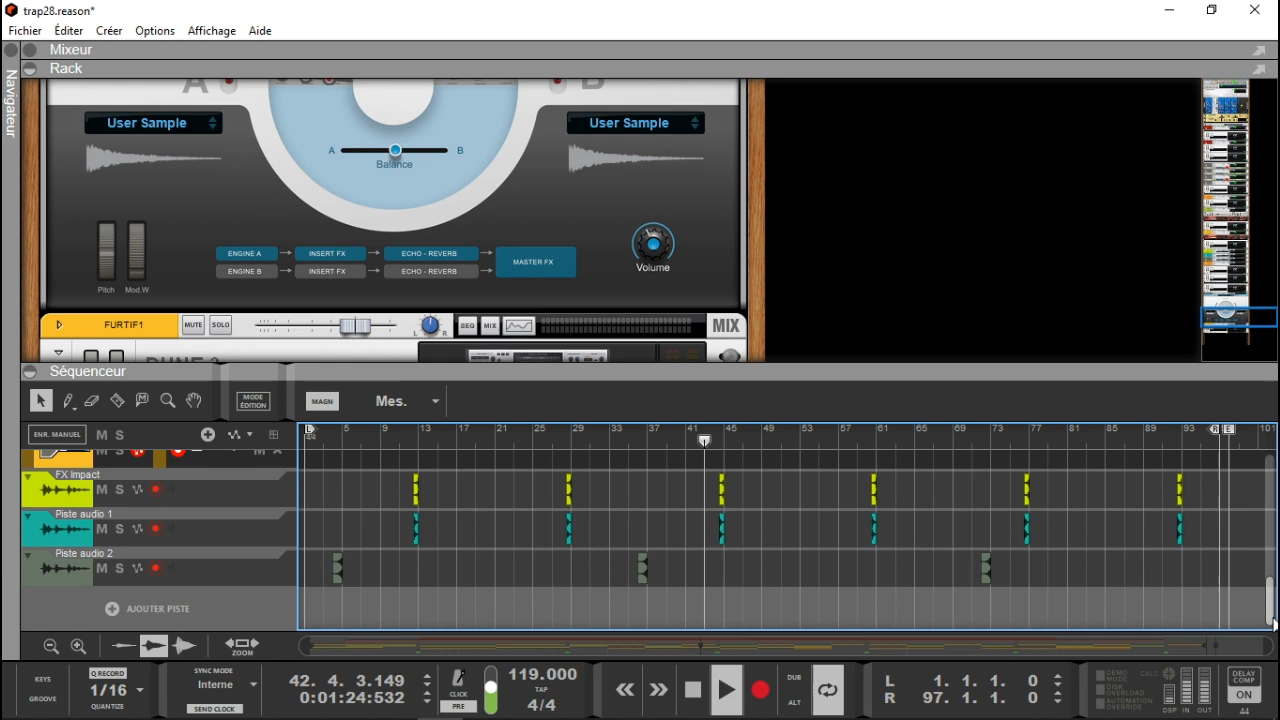 trap28.reason*
Fichier Éditer Créer Options Affichage Aide
Mixeur
Rack
Navigateur
A B
User Sample User Sample
A B
Balance
ENGINE A INSERT FX ECHO - REVERB MASTER FX
ENGINE B INSERT FX ECHO - REVERB
Pitch Mod.W Volume
FURTIF1 MUTE SOLO L R SEQ MIX MIX
Séquenceur
MODE ÉDITION MAGN Mes.
ENR. MANUEL M S L 5 9 13 17 21 25 29 33 37 41 45 49 53 57 61 65 69 73 77 81 85 89 93 R E 101
4/4
FX Impact
M S
Piste audio 1
M S
Piste audio 2
M S
AJOUTER PISTE
ZOOM
KEYS Q RECORD SYNC MODE 42. 4. 3.149 119.000 DUB L 1. 1. 1. 0 DEMO MODE CALC DELAY COMP
1/16 Interne CLICK TAP DISK OVERLOAD ON
GROOVE QUANTIZE SEND CLOCK 0:01:24:532 PRE 4/4 ALT R 97. 1. 1. 0 AUTOMATION OVERRIDE DSP IN OUT 44